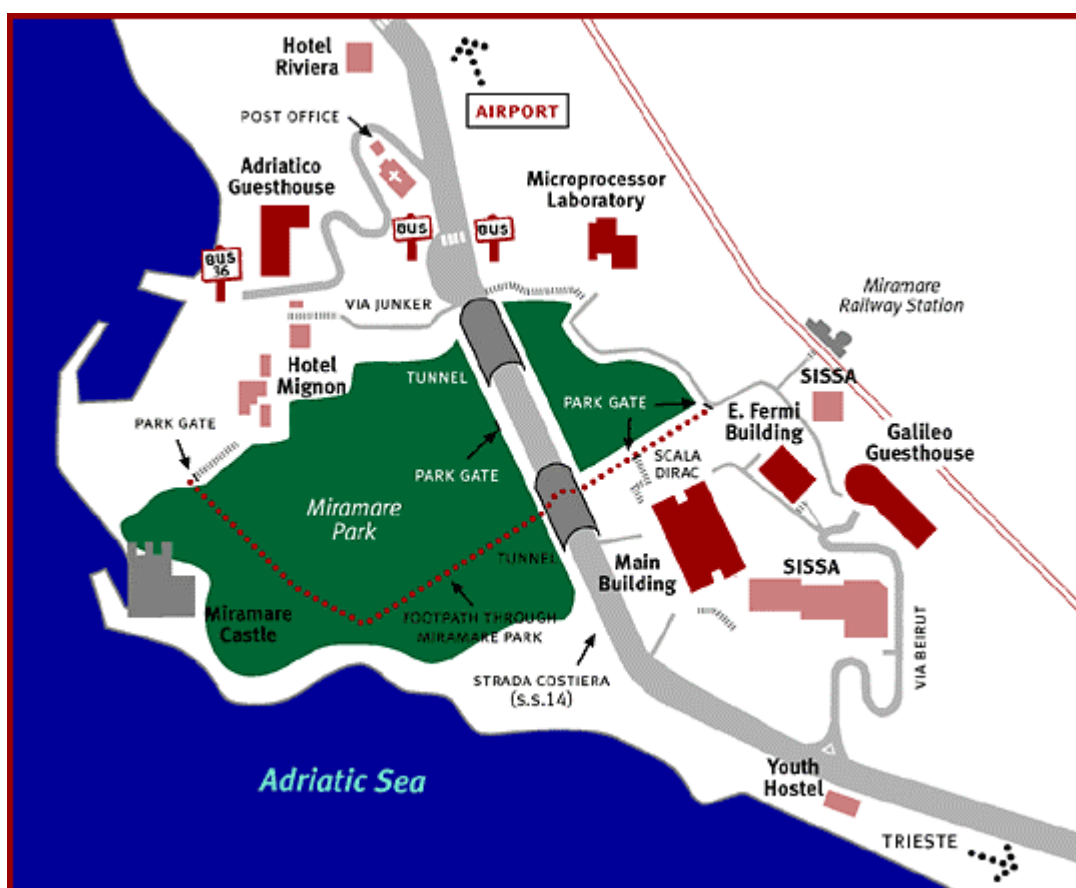 Hotel
Riviera
AIRPORT
POST OFFICE
Adriatico
Guesthouse
Microprocessor
Laboratory
BUS
BUS
BUS
36
VIA JUNKER
Miramare
Railway Station
TUNNEL
Hotel
Mignon
SISSA
PARK GATE
E. Fermi
Building
PARK GATE
Galileo
Guesthouse
SCALA
DIRAC
PARK GATE
Miramare
Park
TUNNEL
Main
Building
SISSA
Miramare
Castle
FOOTPATH THROUGH
MIRAMARE PARK
VIA BEIRUT
STRADA COSTIERA
(s.s.14)
Adriatic Sea
Youth
Hostel
TRIESTE